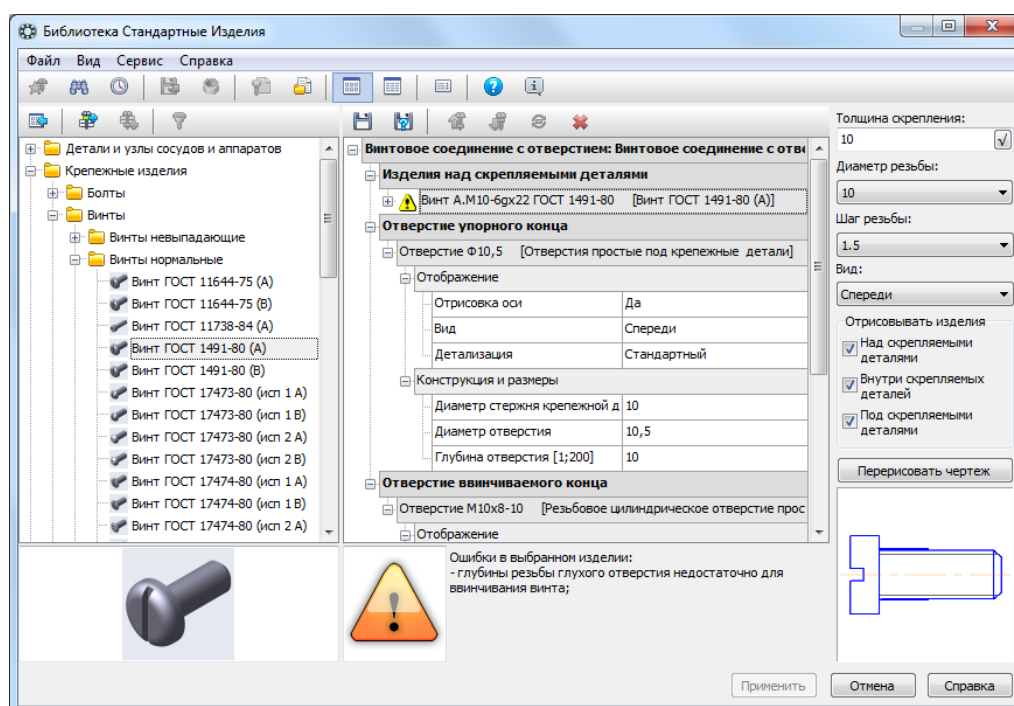 Библиотека Стандартные Изделия
Файл Вид Сервис Справка
Детали и узлы сосудов и аппаратов
Крепежные изделия
Болты
Винты
Винты невыпадающие
Винты нормальные
Винт ГОСТ 11644-75 (A)
Винт ГОСТ 11644-75 (B)
Винт ГОСТ 11738-84 (A)
Винт ГОСТ 1491-80 (A)
Винт ГОСТ 1491-80 (B)
Винт ГОСТ 17473-80 (исп 1 A)
Винт ГОСТ 17473-80 (исп 1 B)
Винт ГОСТ 17473-80 (исп 2 A)
Винт ГОСТ 17473-80 (исп 2 B)
Винт ГОСТ 17474-80 (исп 1 A)
Винт ГОСТ 17474-80 (исп 1 B)
Винт ГОСТ 17474-80 (исп 2 A)
Винтовое соединение с отверстием: Винтовое соединение с отве
Изделия над скрепляемыми деталями
Винт A.M10-6gx22 ГОСТ 1491-80 [Винт ГОСТ 1491-80 (A)]
Отверстие упорного конца
Отверстие Ф10,5 [Отверстия простые под крепежные детали]
Отображение
Отрисовка оси Да
Вид Спереди
Детализация Стандартный
Конструкция и размеры
Диаметр стержня крепежной д 10
Диаметр отверстия 10,5
Глубина отверстия [1;200] 10
Отверстие ввинчиваемого конца
Отверстие M10x8-10 [Резьбовое цилиндрическое отверстие прос
Отображение
Ошибки в выбранном изделии:
- глубины резьбы глухого отверстия недостаточно для
ввинчивания винта;
Толщина скрепления:
10
Диаметр резьбы:
10
Шаг резьбы:
1.5
Вид:
Спереди
Отрисовывать изделия
Над скрепляемыми
деталями
Внутри скрепляемых
деталей
Под скрепляемыми
деталями
Перерисовать чертеж
Применить Отмена Справка